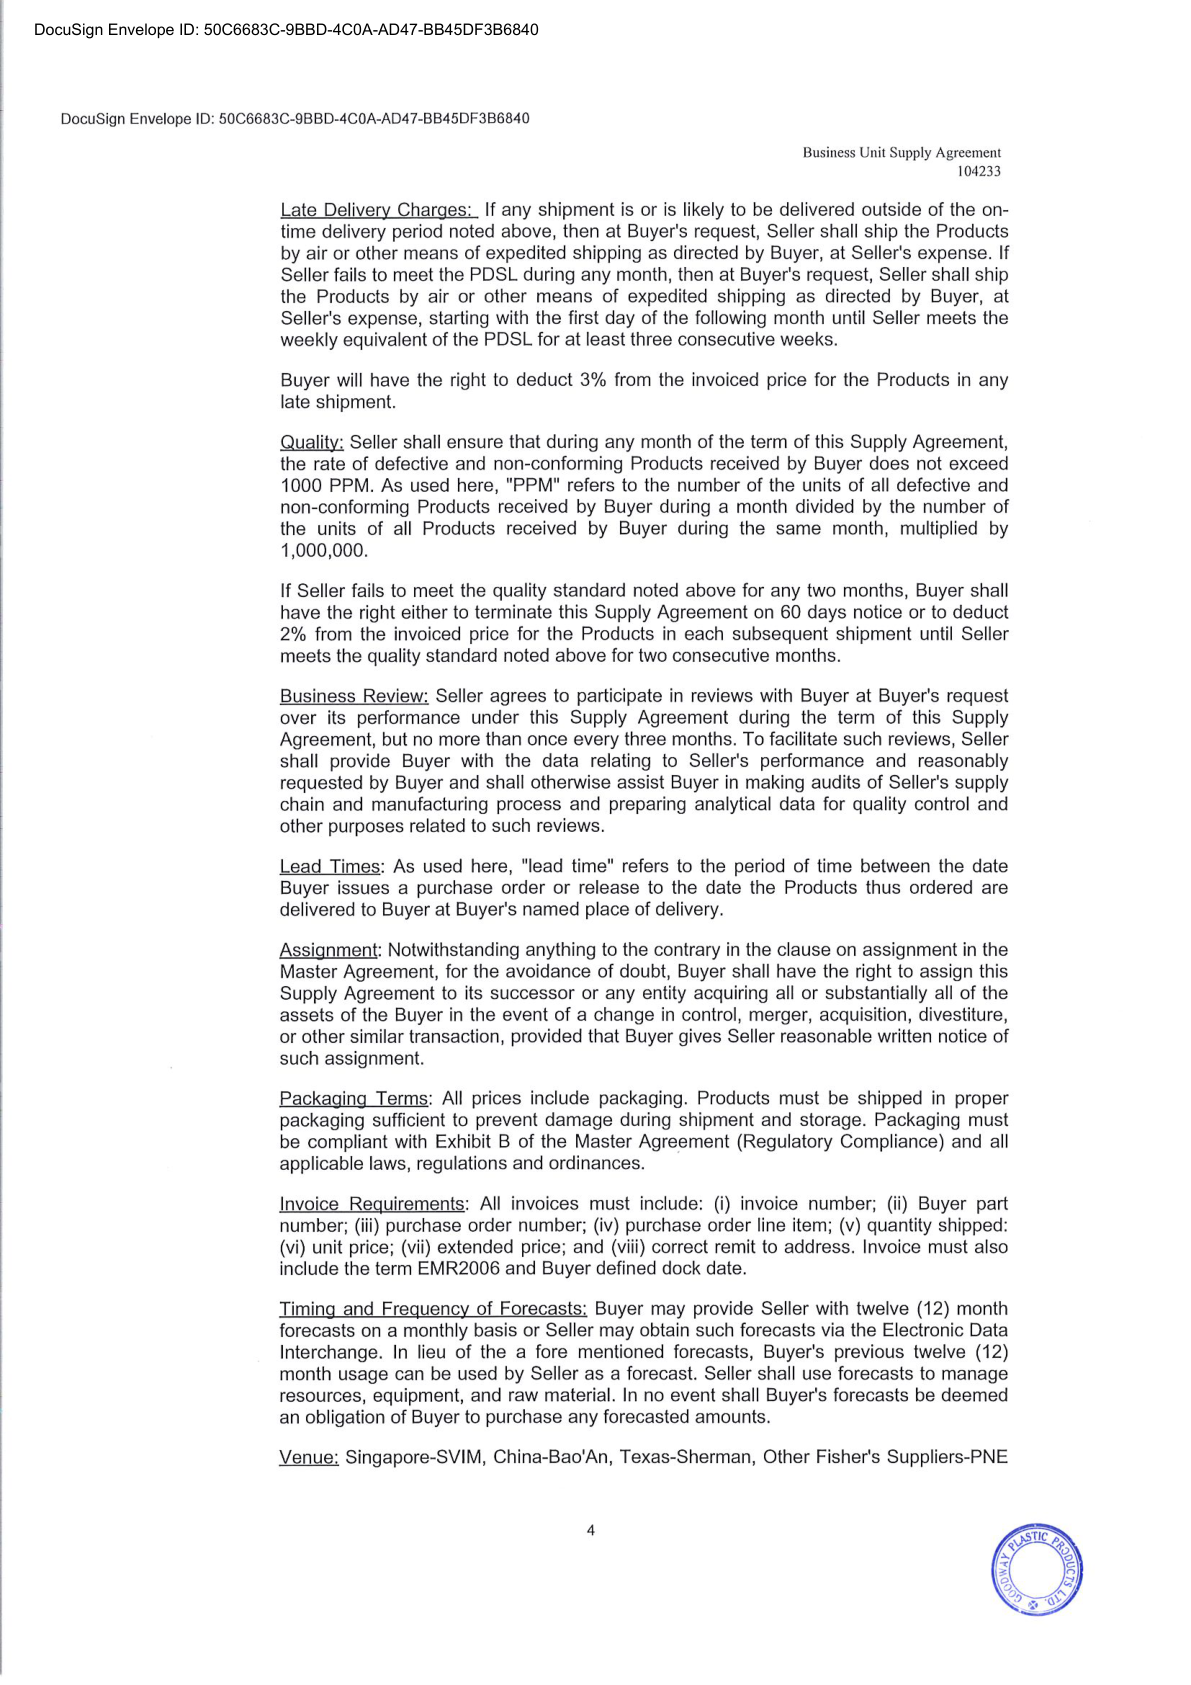 DocuSign Envelope ID: 50C6683C-9BBD-4C0A-AD47-BB45DF3B6840
DocuSign Envelope ID: 50C6683C-9BBD-4C0A-AD47-BB45DF3B6840
Business Unit Supply Agreement
104233
Late Delivery Charges: If any shipment is or is likely to be delivered outside of the on-
time delivery period noted above, then at Buyer's request, Seller shall ship the Products
by air or other means of expedited shipping as directed by Buyer, at Seller's expense. If
Seller fails to meet the PDSL during any month, then at Buyer's request, Seller shall ship
the Products by air or other means of expedited shipping as directed by Buyer, at
Seller's expense, starting with the first day of the following month until Seller meets the
weekly equivalent of the PDSL for at least three consecutive weeks.
Buyer will have the right to deduct 3% from the invoiced price for the Products in any
late shipment.
Quality: Seller shall ensure that during any month of the term of this Supply Agreement,
the rate of defective and non-conforming Products received by Buyer does not exceed
1000 PPM. As used here, "PPM" refers to the number of the units of all defective and
non-conforming Products received by Buyer during a month divided by the number of
the units of all Products received by Buyer during the same month, multiplied by
1,000,000.
If Seller fails to meet the quality standard noted above for any two months, Buyer shall
have the right either to terminate this Supply Agreement on 60 days notice or to deduct
2% from the invoiced price for the Products in each subsequent shipment until Seller
meets the quality standard noted above for two consecutive months.
Business Review: Seller agrees to participate in reviews with Buyer at Buyer's request
over its performance under this Supply Agreement during the term of this Supply
Agreement, but no more than once every three months. To facilitate such reviews, Seller
shall provide Buyer with the data relating to Seller's performance and reasonably
requested by Buyer and shall otherwise assist Buyer in making audits of Seller's supply
chain and manufacturing process and preparing analytical data for quality control and
other purposes related to such reviews.
Lead Times: As used here, "lead time" refers to the period of time between the date
Buyer issues a purchase order or release to the date the Products thus ordered are
delivered to Buyer at Buyer's named place of delivery.
Assignment: Notwithstanding anything to the contrary in the clause on assignment in the
Master Agreement, for the avoidance of doubt, Buyer shall have the right to assign this
Supply Agreement to its successor or any entity acquiring all or substantially all of the
assets of the Buyer in the event of a change in control, merger, acquisition, divestiture,
or other similar transaction, provided that Buyer gives Seller reasonable written notice of
such assignment.
Packaging Terms: All prices include packaging. Products must be shipped in proper
packaging sufficient to prevent damage during shipment and storage. Packaging must
be compliant with Exhibit B of the Master Agreement (Regulatory Compliance) and all
applicable laws, regulations and ordinances.
Invoice Requirements: All invoices must include: (i) invoice number; (ii) Buyer part
number; (iii) purchase order number; (iv) purchase order line item; (v) quantity shipped:
(vi) unit price; (vii) extended price; and (viii) correct remit to address. Invoice must also
include the term EMR2006 and Buyer defined dock date.
Timing and Frequency of Forecasts: Buyer may provide Seller with twelve (12) month
forecasts on a monthly basis or Seller may obtain such forecasts via the Electronic Data
Interchange. In lieu of the a fore mentioned forecasts, Buyer's previous twelve (12)
month usage can be used by Seller as a forecast. Seller shall use forecasts to manage
resources, equipment, and raw material. In no event shall Buyer's forecasts be deemed
an obligation of Buyer to purchase any forecasted amounts.
Venue: Singapore-SVIM, China-Bao'An, Texas-Sherman, Other Fisher's Suppliers-PNE
4
GOODWAY PLASTIC PRODUCTS LTD.